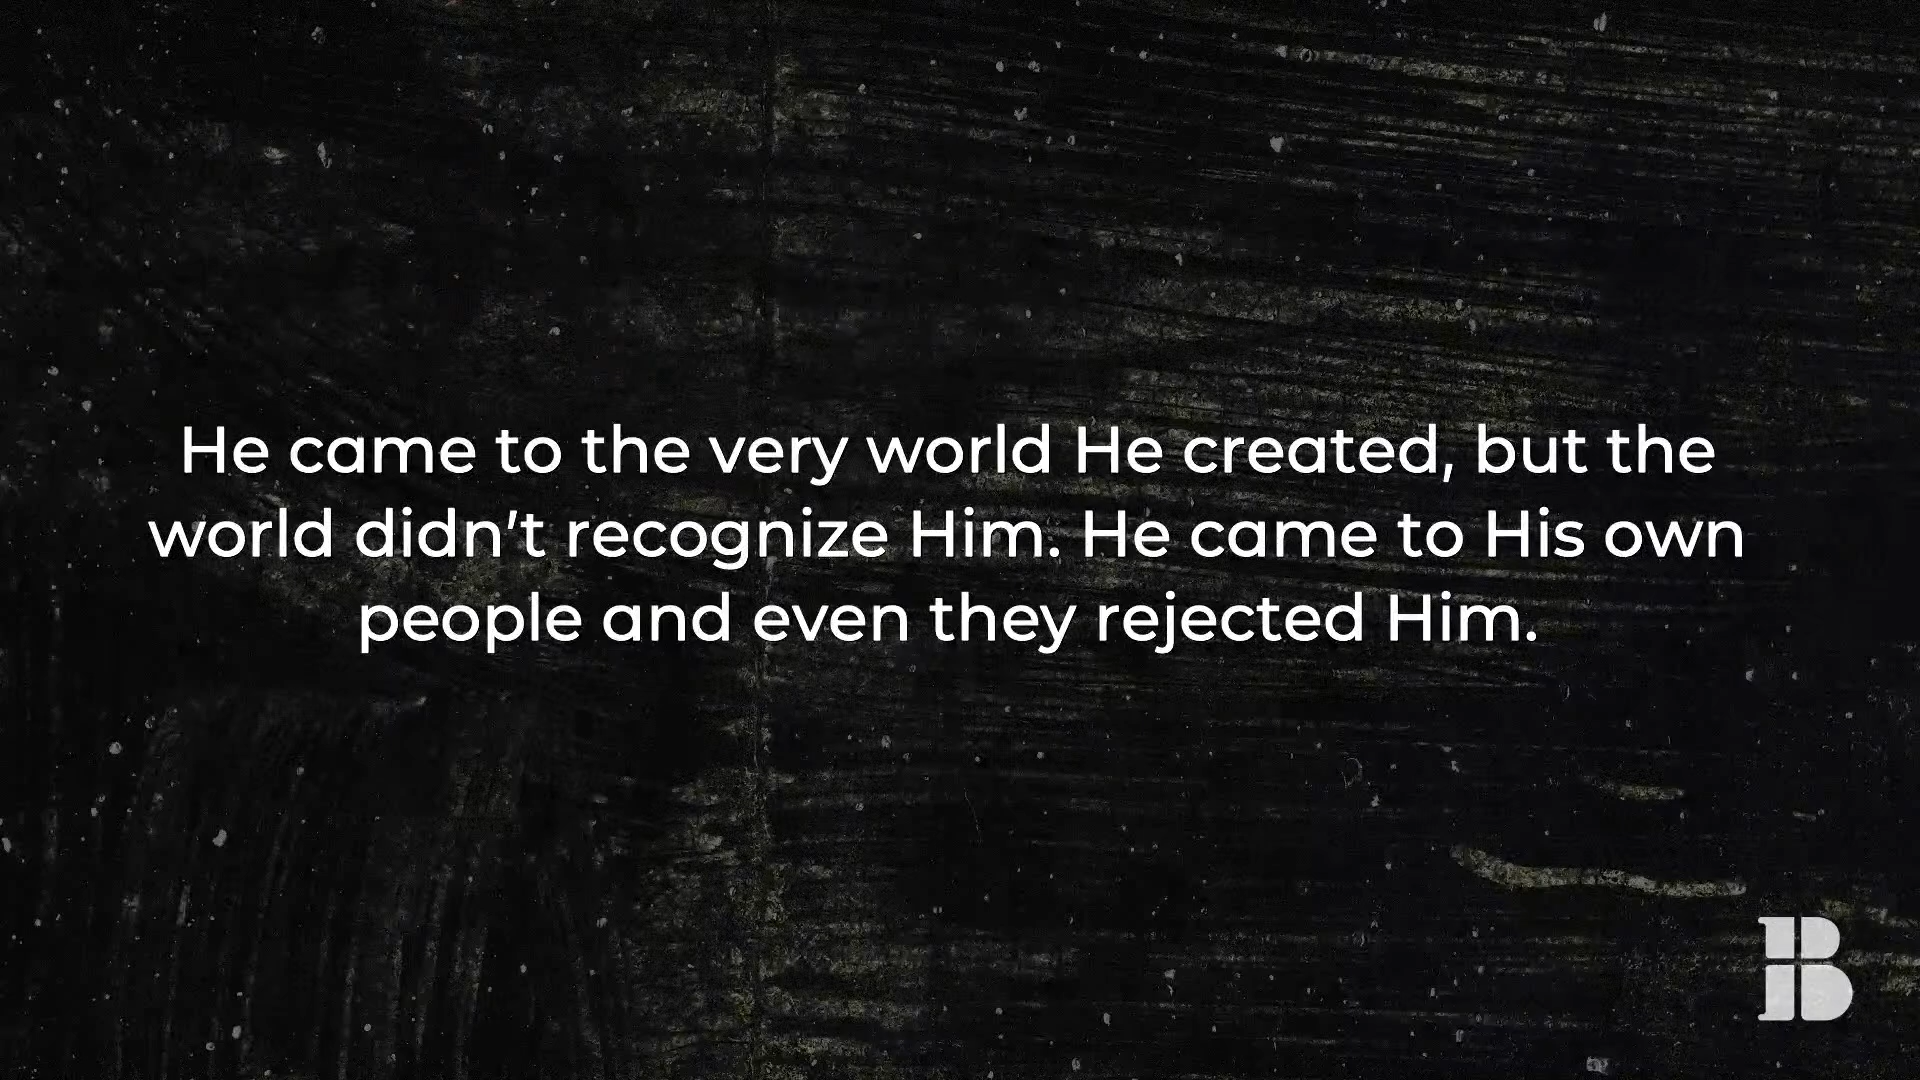 He came to the very world He created, but the
world didn’t recognize Him. He came to His own
people and even they rejected Him.
B